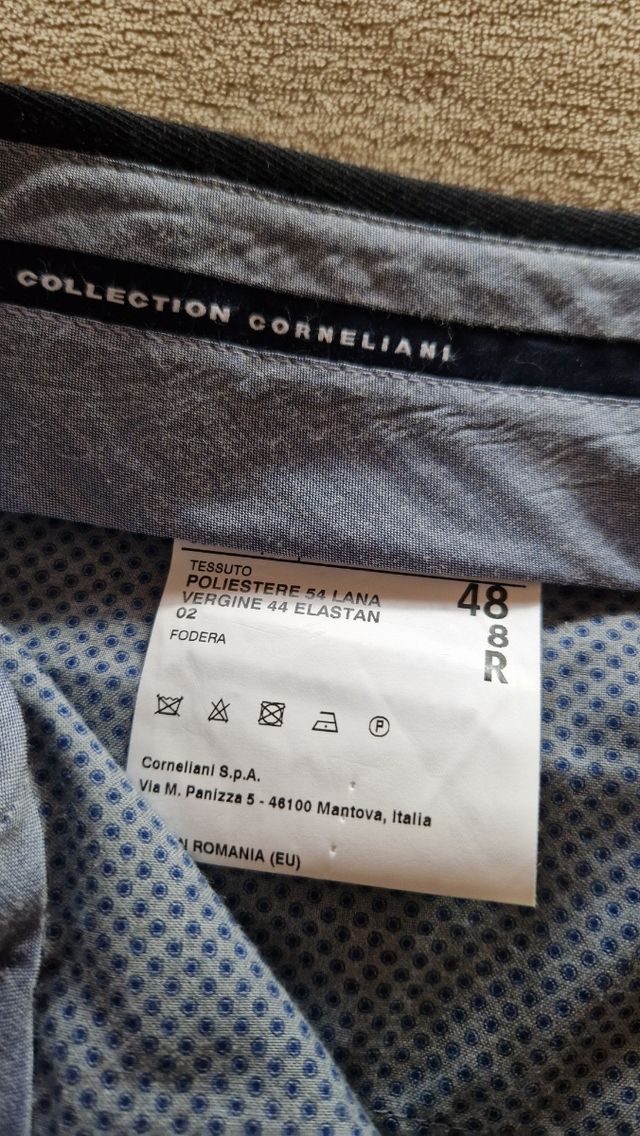 COLLECTION CORNELIANI
TESSUTO
POLIESTERE 54 LANA
VERGINE 44 ELASTAN
02
FODERA
48
8
R
P
Corneliani S.p.A.
Via M. Panizza 5 - 46100 Mantova, Italia
ROMANIA (EU)